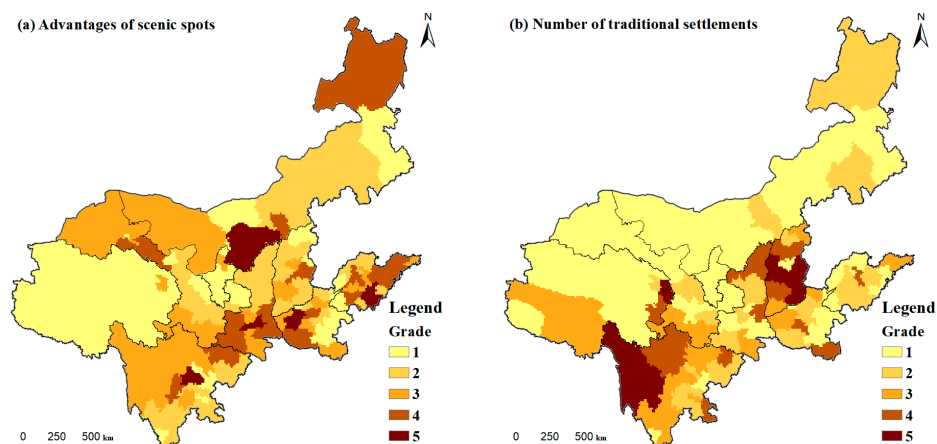 (a) Advantages of scenic spots
N
Legend
Grade
1
2
3
4
5
0 250 500 km
(b) Number of traditional settlements
N
Legend
Grade
1
2
3
4
5
0 250 500 km